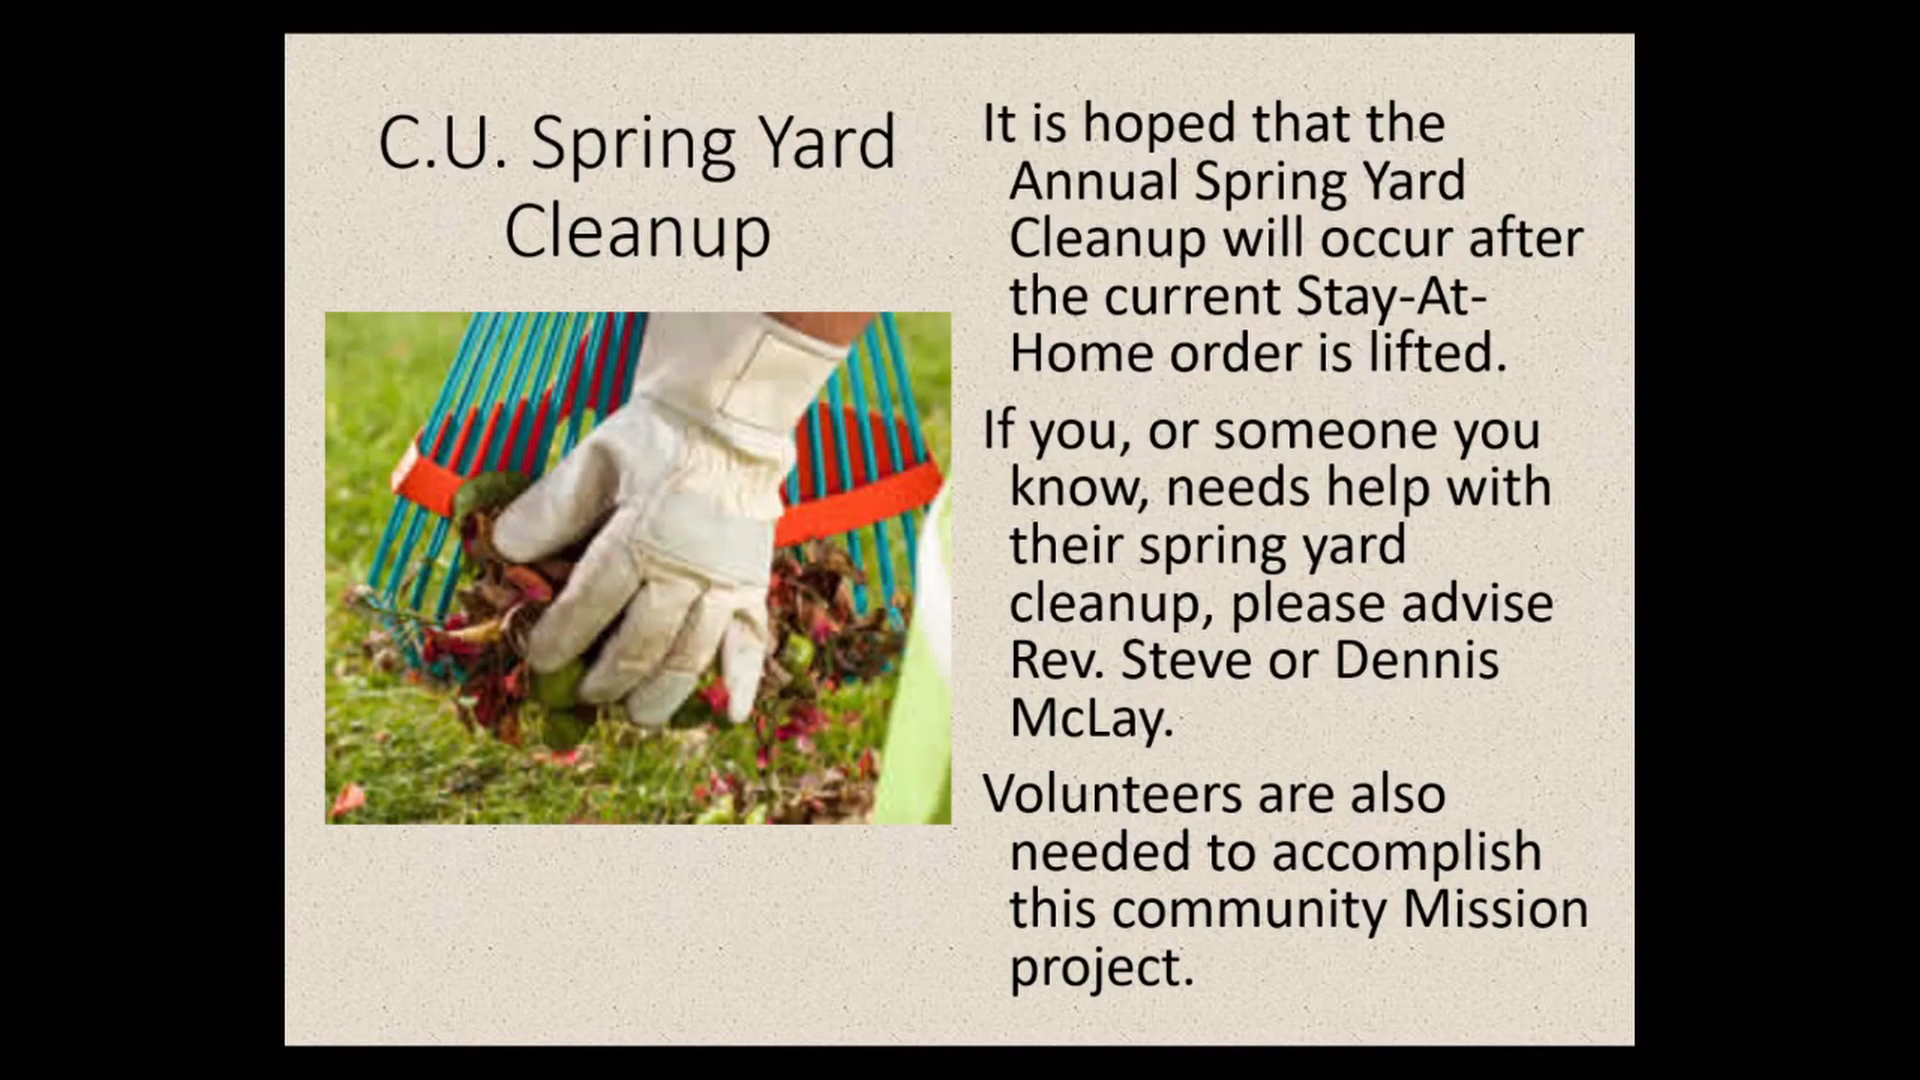 C.U. Spring Yard
Cleanup
It is hoped that the
Annual Spring Yard
Cleanup will occur after
the current Stay-At-
Home order is lifted.
If you, or someone you
know, needs help with
their spring yard
cleanup, please advise
Rev. Steve or Dennis
McLay.
Volunteers are also
needed to accomplish
this community Mission
project.